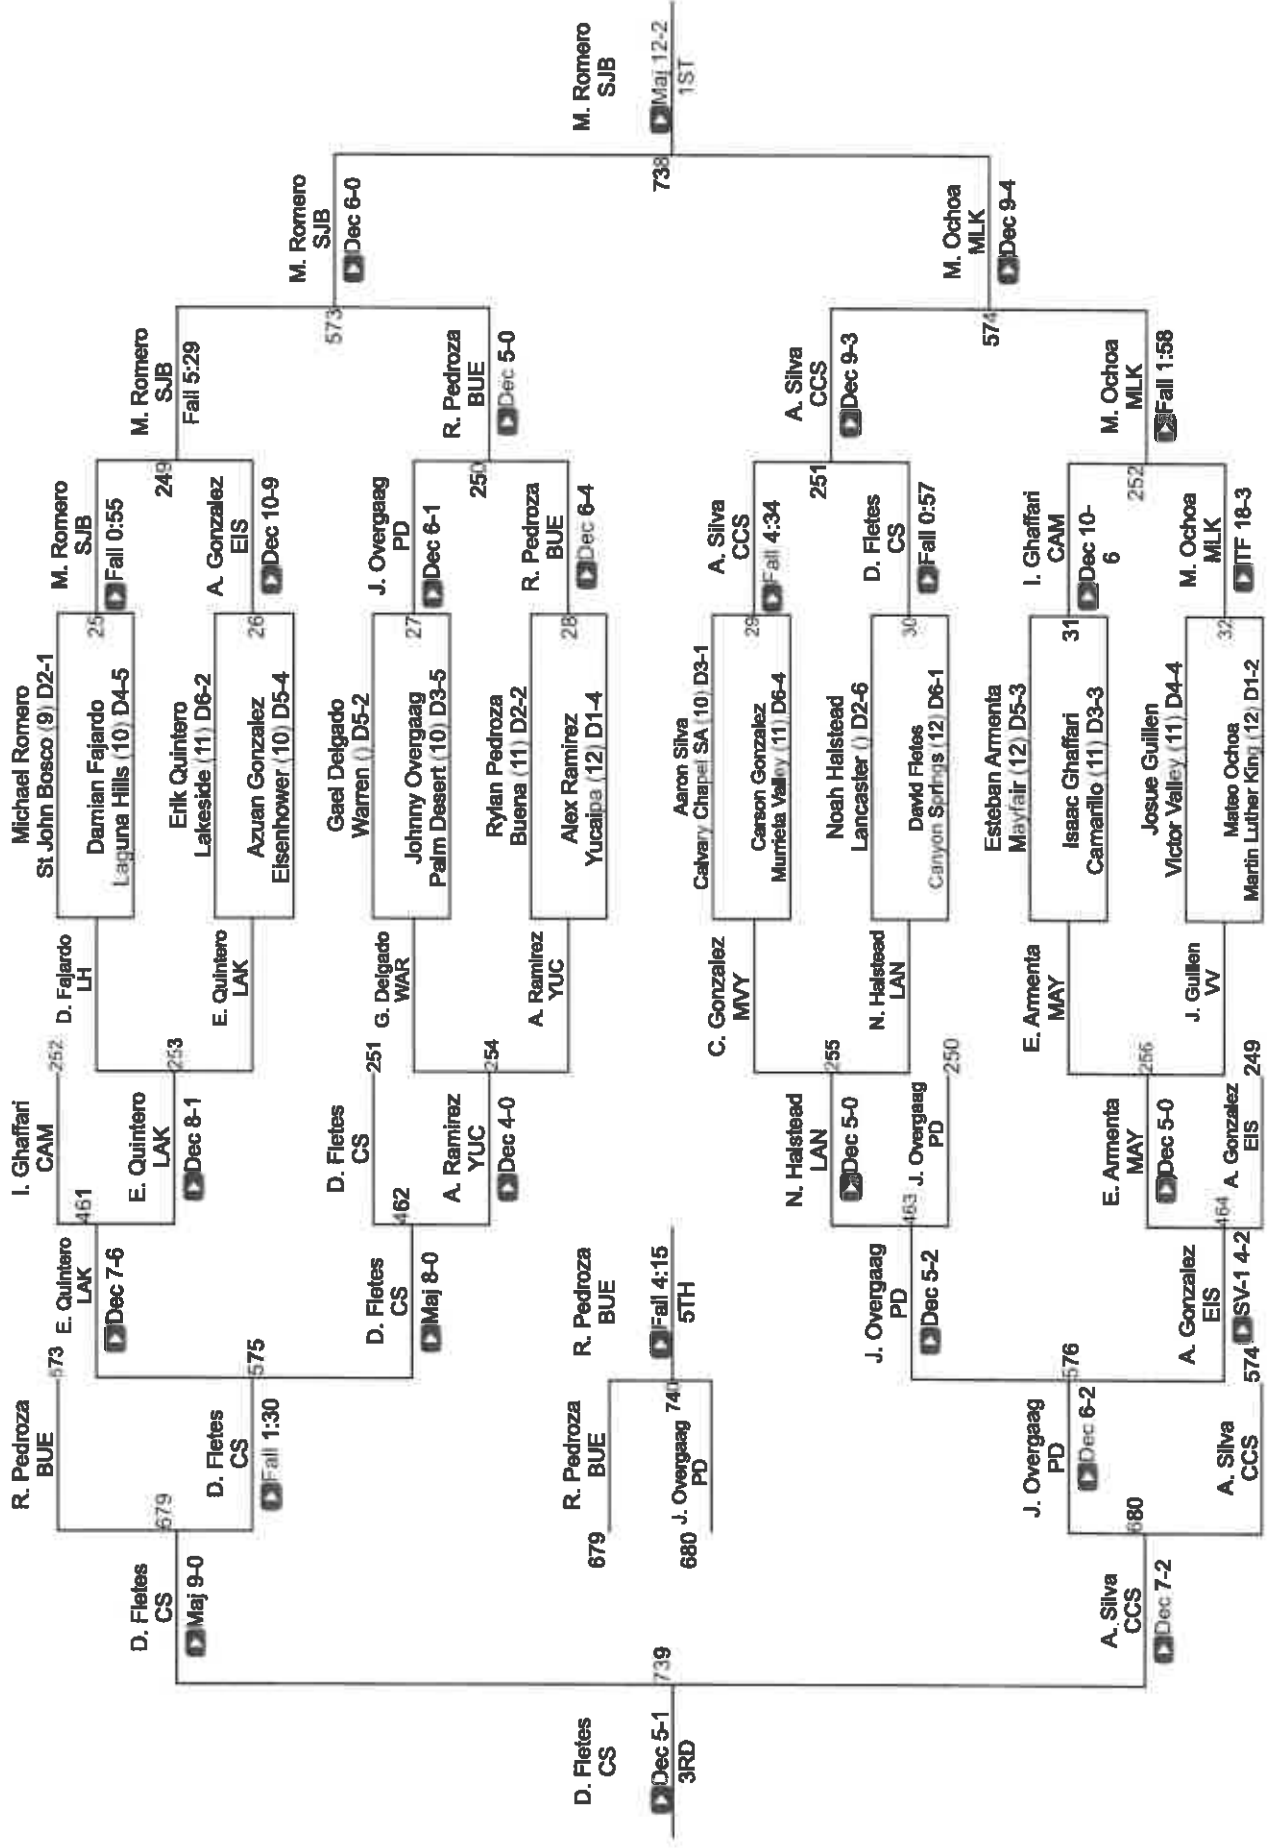 Michael Romero
St John Bosco (9) D2-1
25
Damian Fajardo
Laguna Hills (10) D4-5
Erik Quintero
Lakeside (11) D6-2
26
Azuan Gonzalez
Eisenhower (10) D5-4
Gael Delgado
Warren () D5-2
27
Johnny Overgaag
Palm Desert (10) D3-5
Rylan Pedroza
Buena (11) D2-2
28
Alex Ramirez
Yucaipa (12) D1-4
Aaron Silva
Calvary Chapel SA (10) D3-1
29
Carson Gonzalez
Murrieta Valley (11) D6-4
Noah Halstead
Lancaster () D2-6
30
David Fletes
Canyon Springs (12) D6-1
Esteban Armenta
Mayfair (12) D5-3
31
Isaac Ghaffari
Camarillo (11) D3-3
Josue Guillen
Victor Valley (11) D4-4
32
Mateo Ochoa
Martin Luther King (12) D1-2
M. Romero
SJB
Fall 0:55
249
A. Gonzalez
EIS
Dec 10-9
J. Overgaag
PD
Dec 6-1
250
R. Pedroza
BUE
Dec 6-4
A. Silva
CCS
Fall 4:34
251
D. Fletes
CS
Fall 0:57
I. Ghaffari
CAM
Dec 10-
6
252
M. Ochoa
MLK
TF 18-3
M. Romero
SJB
Fall 5:29
573
R. Pedroza
BUE
Dec 5-0
A. Silva
CCS
Dec 9-3
574
M. Ochoa
MLK
Fall 1:58
M. Romero
SJB
Dec 6-0
738
M. Ochoa
MLK
Dec 9-4
M. Romero
SJB
Maj 12-2
1ST
D. Fajardo
LH
253
E. Quintero
LAK
G. Delgado
WAR
254
A. Ramirez
YUC
C. Gonzalez
MVY
255
N. Halstead
LAN
E. Armenta
MAY
256
J. Guillen
VV
I. Ghaffari
CAM
252
461
E. Quintero
LAK
Dec 8-1
D. Fletes
CS
251
462
A. Ramirez
YUC
Dec 4-0
N. Halstead
LAN
Dec 5-0
463
J. Overgaag
PD
250
E. Armenta
MAY
Dec 5-0
464
A. Gonzalez
EIS
249
R. Pedroza
BUE
573
E. Quintero
LAK
Dec 7-6
575
D. Fletes
CS
Maj 8-0
J. Overgaag
PD
Dec 5-2
576
A. Gonzalez
EIS
SV-1 4-2
574
679
D. Fletes
CS
Fall 1:30
J. Overgaag
PD
Dec 6-2
680
A. Silva
CCS
D. Fletes
CS
Maj 9-0
739
A. Silva
CCS
Dec 7-2
D. Fletes
CS
Dec 5-1
3RD
R. Pedroza
BUE
679
740
J. Overgaag
PD
680
R. Pedroza
BUE
Fall 4:15
5TH